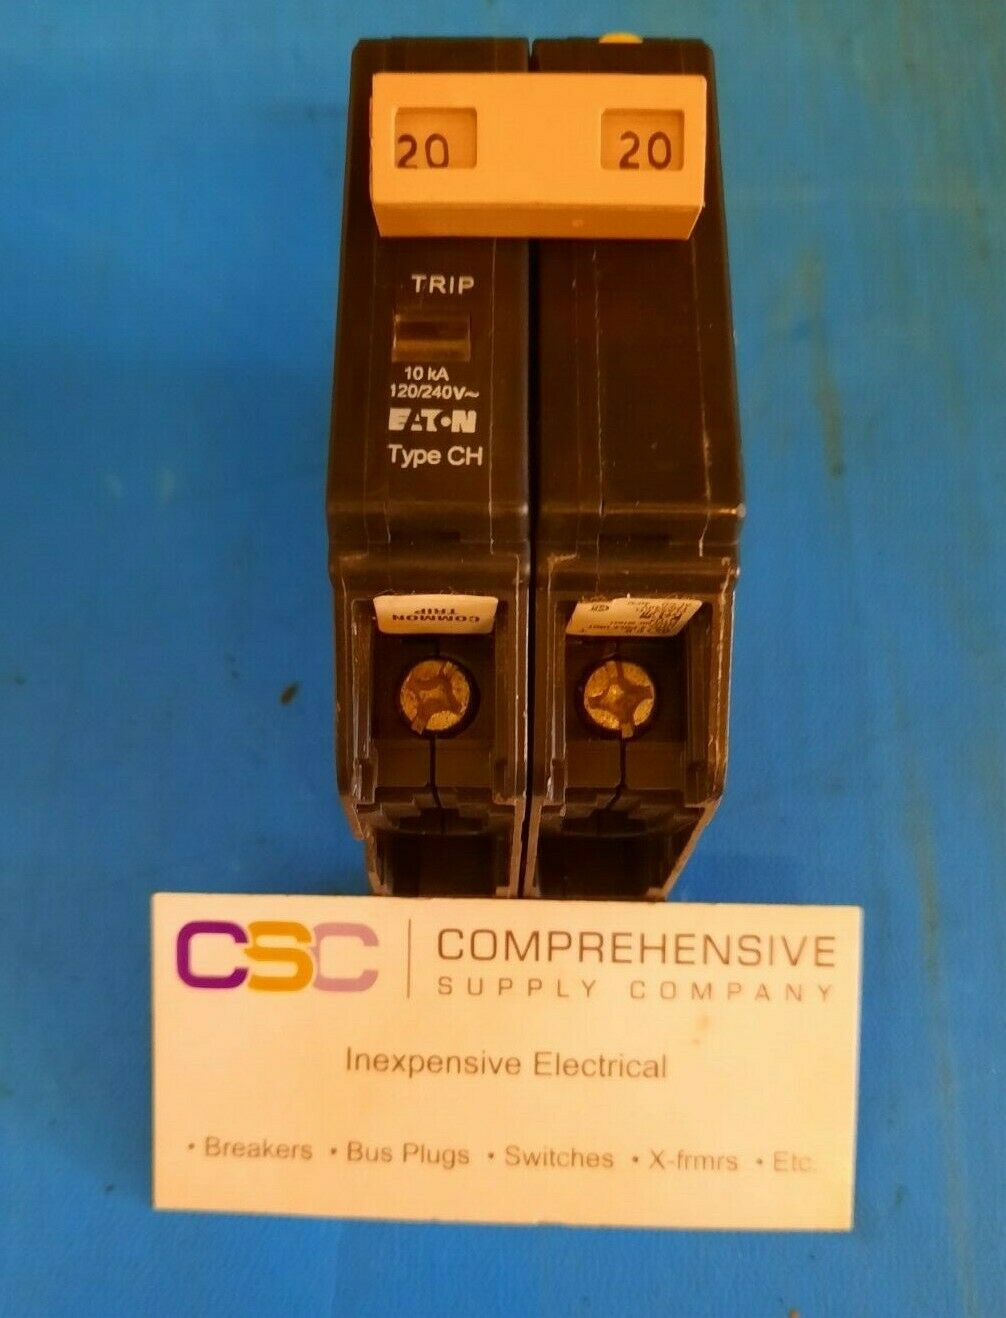 20 20
TRIP
10 kA
120/240V~
EATON
Type CH
COMMON
TRIP
CSC
COMPREHENSIVE
SUPPLY COMPANY
Inexpensive Electrical
• Breakers • Bus Plugs • Switches • X-frmrs • Etc.